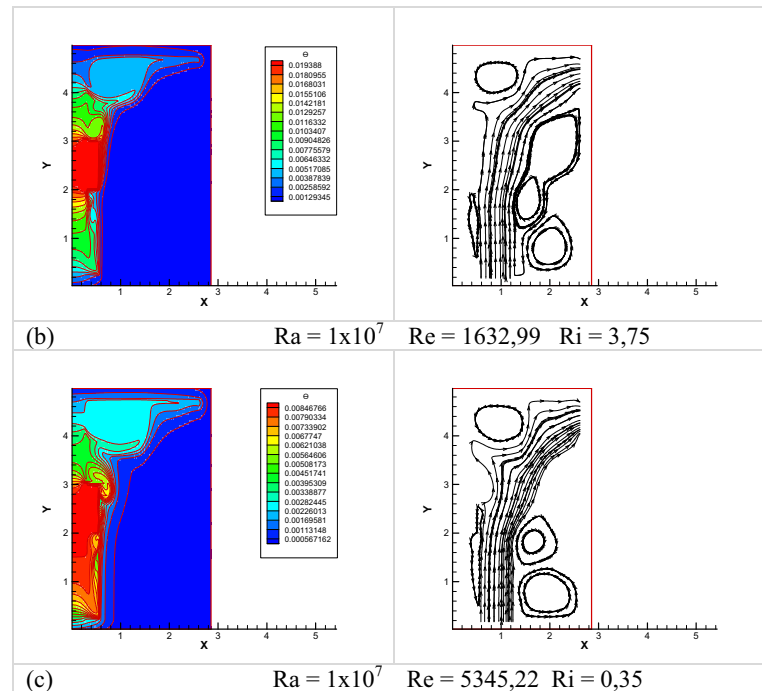 Θ
0.019388
0.0180955
0.0168031
0.0155106
0.0142181
0.0129257
0.0116332
0.0103407
0.00904826
0.00775579
0.00646332
0.00517085
0.00387839
0.00258592
0.00129345
Y
4
3
2
1
1 2 3 4 5
X
Y
4
3
2
1
1 2 3 4 5
X
(b) Ra = 1x10⁷ Re = 1632,99 Ri = 3,75
Θ
0.00846766
0.00790334
0.00733902
0.0067747
0.00621038
0.00564606
0.00508173
0.00451741
0.00395309
0.00338877
0.00282445
0.00226013
0.00169581
0.00113148
0.000567162
Y
4
3
2
1
1 2 3 4 5
X
Y
4
3
2
1
1 2 3 4 5
X
(c) Ra = 1x10⁷ Re = 5345,22 Ri = 0,35